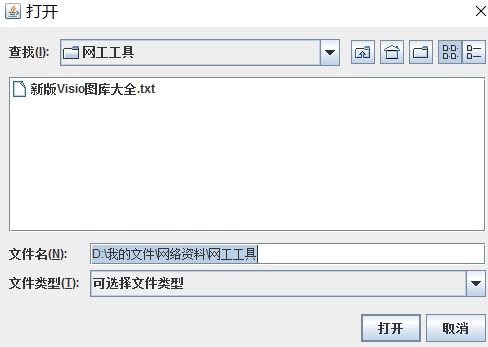 打开
查找(I): 网工工具
新版Visio图库大全.txt
文件名(N): D:\我的文件\网络资料\网工工具
文件类型(T): 可选择文件类型
打开 取消